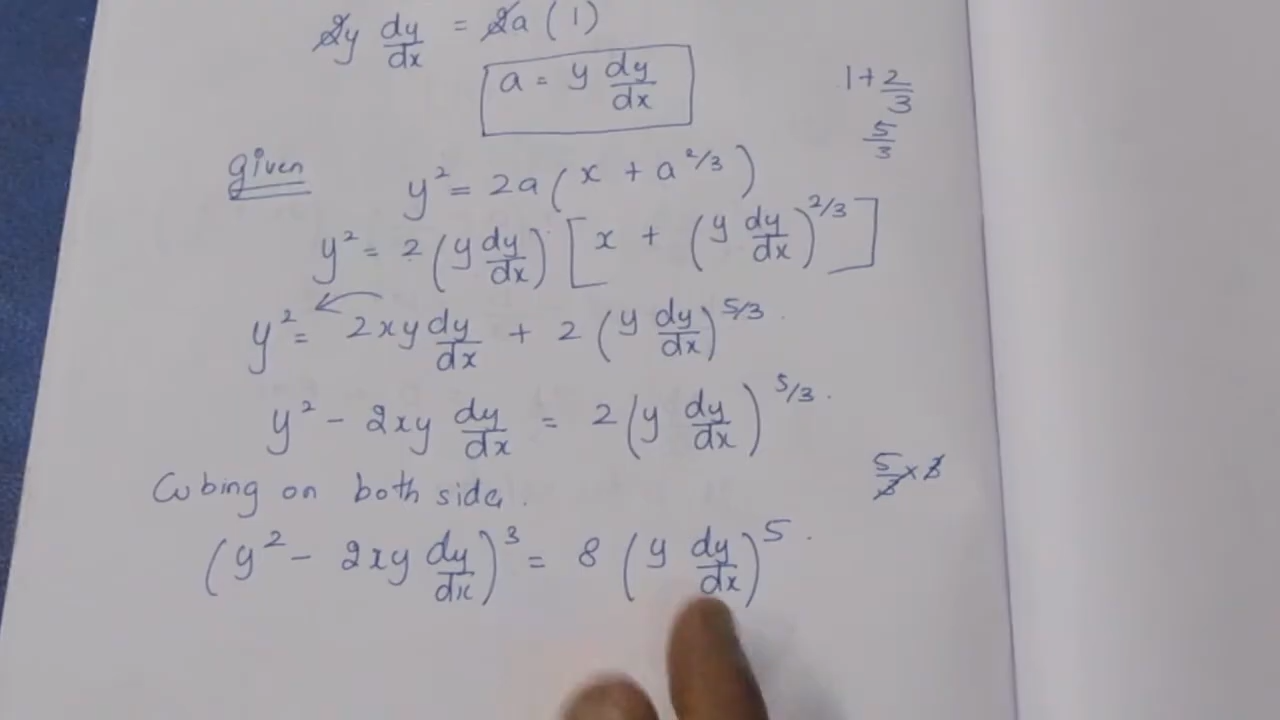 2y dy/dx = 2a (1)
a = y dy/dx
1 + 2/3
5/3
given
y² = 2a (x + a^2/3)
y² = 2 (y dy/dx) [x + (y dy/dx)^2/3]
y² = 2xy dy/dx + 2 (y dy/dx)^5/3.
y² - 2xy dy/dx = 2 (y dy/dx)^5/3.
5/3 × 3
Cubing on both side.
(y² - 2xy dy/dx)³ = 8 (y dy/dx)^5.